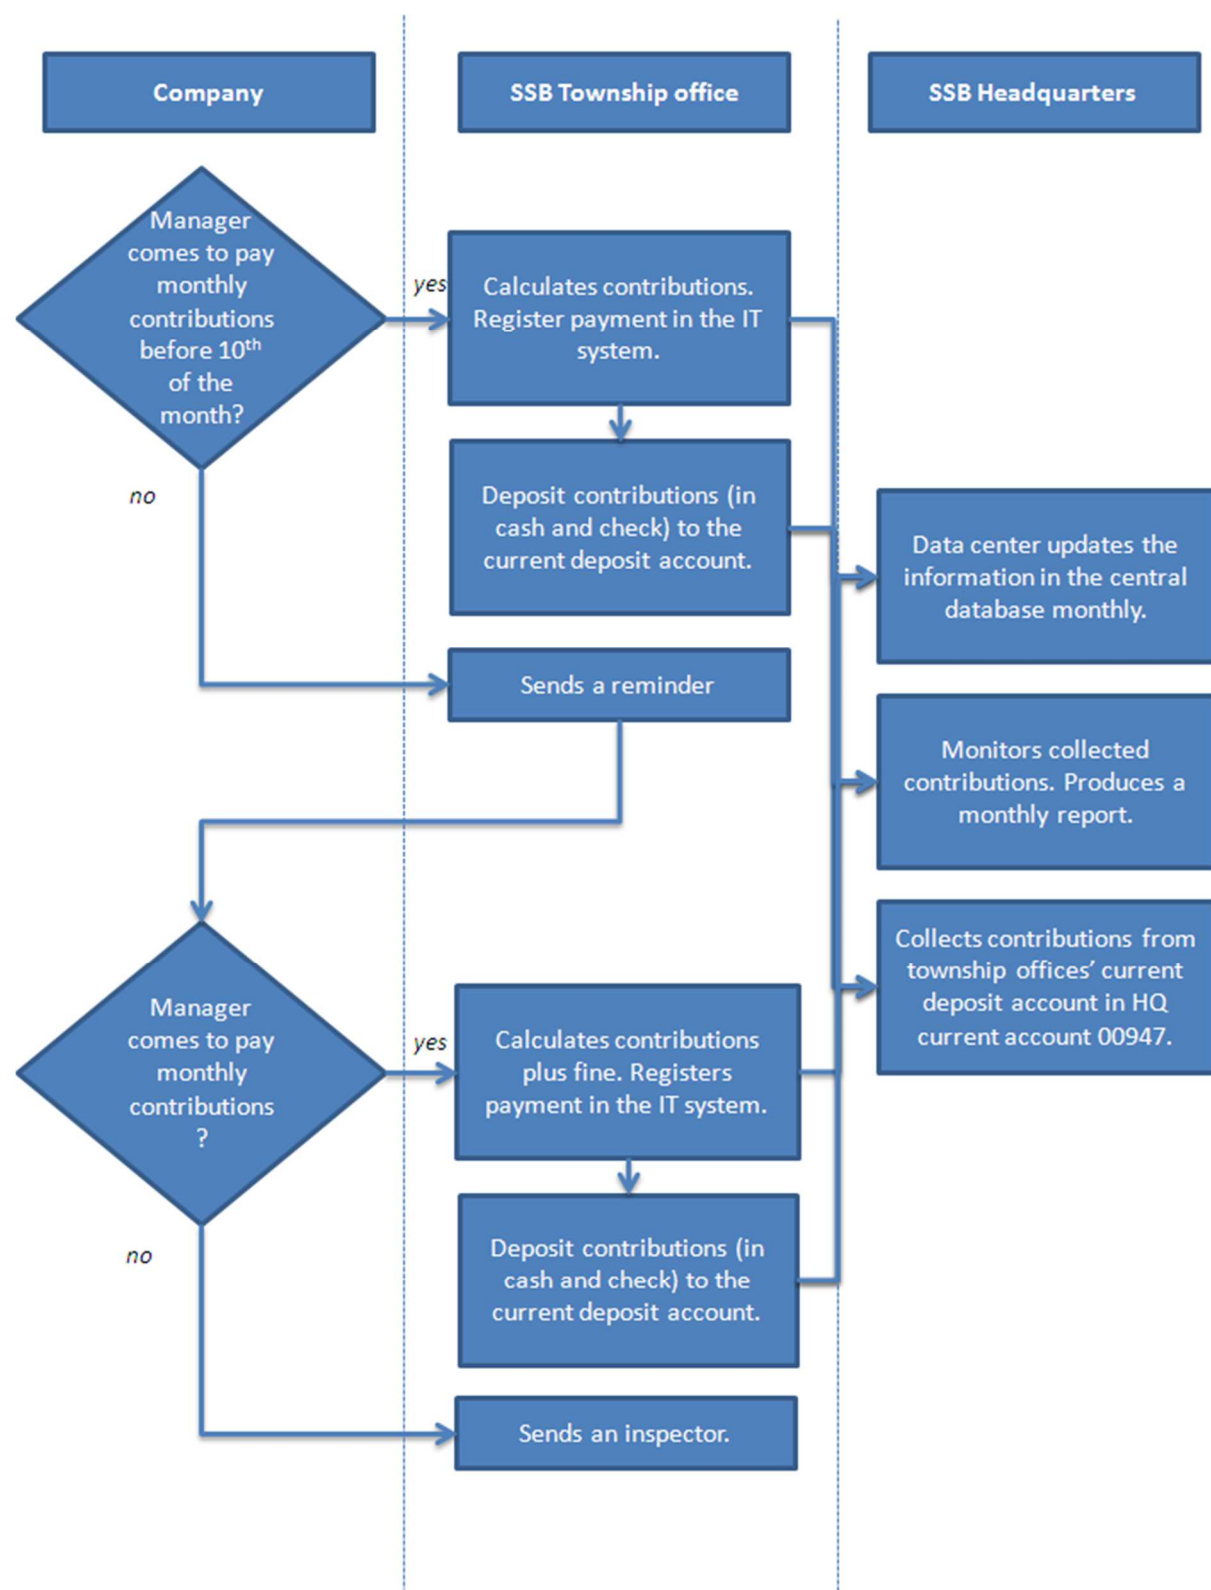 Company
SSB Township office
SSB Headquarters
Manager
comes to pay
monthly
contributions
before 10th
of the
month?
yes
Calculates contributions.
Register payment in the IT
system.
no
Deposit contributions (in
cash and check) to the
current deposit account.
Data center updates the
information in the central
database monthly.
Sends a reminder
Monitors collected
contributions. Produces a
monthly report.
Collects contributions from
township offices’ current
deposit account in HQ
current account 00947.
Manager
comes to pay
monthly
contributions
?
yes
Calculates contributions
plus fine. Registers
payment in the IT system.
no
Deposit contributions (in
cash and check) to the
current deposit account.
Sends an inspector.